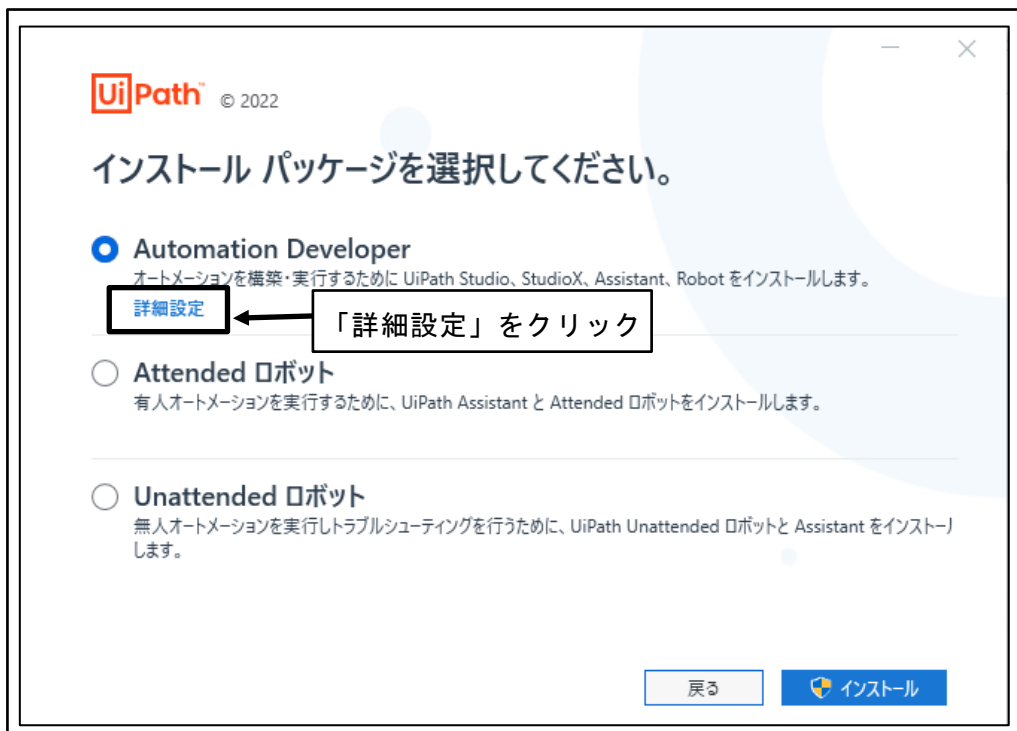 UiPath™ © 2022
インストール パッケージを選択してください。
Automation Developer
オートメーションを構築・実行するために UiPath Studio、StudioX、Assistant、Robot をインストールします。
詳細設定
「詳細設定」をクリック
Attended ロボット
有人オートメーションを実行するために、UiPath Assistant と Attended ロボットをインストールします。
Unattended ロボット
無人オートメーションを実行しトラブルシューティングを行うために、UiPath Unattended ロボットと Assistant をインストー
します。
戻る
インストール